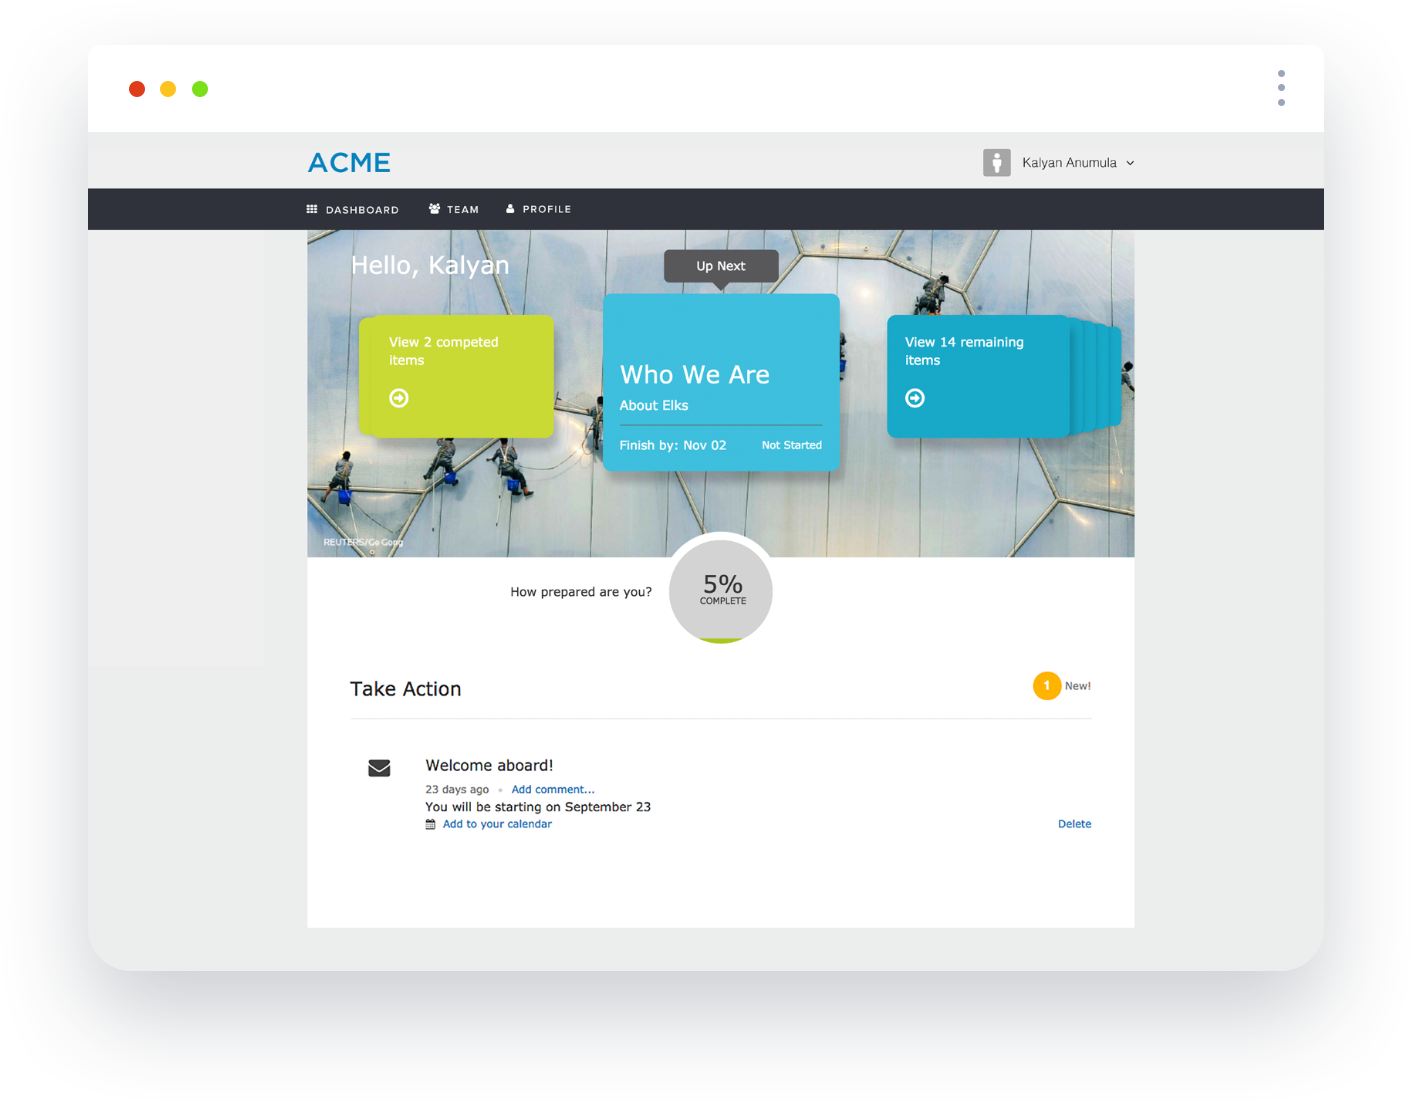 ACME
Kalyan Anumula
DASHBOARD TEAM PROFILE
Hello, Kalyan
Up Next
View 2 competed
items
Who We Are
About Elks
Finish by: Nov 02 Not Started
View 14 remaining
items
REUTERS/Ge Gong
How prepared are you?
5%
COMPLETE
Take Action
1 New!
Welcome aboard!
23 days ago • Add comment...
You will be starting on September 23
Add to your calendar
Delete